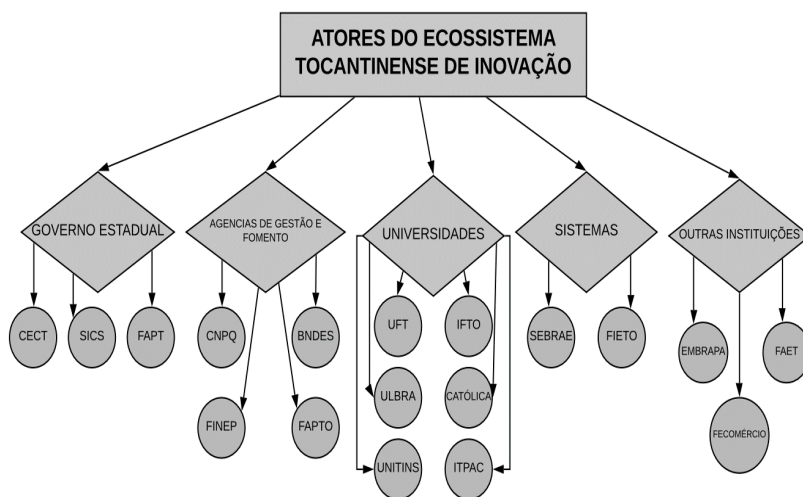 ATORES DO ECOSSISTEMA
TOCANTINENSE DE INOVAÇÃO
GOVERNO ESTADUAL
AGENCIAS DE GESTÃO E
FOMENTO
UNIVERSIDADES
SISTEMAS
OUTRAS INSTITUIÇÕES
CECT
SICS
FAPT
CNPQ
BNDES
FINEP
FAPTO
UFT
IFTO
ULBRA
CATÓLICA
UNITINS
ITPAC
SEBRAE
FIETO
EMBRAPA
FAET
FECOMÉRCIO